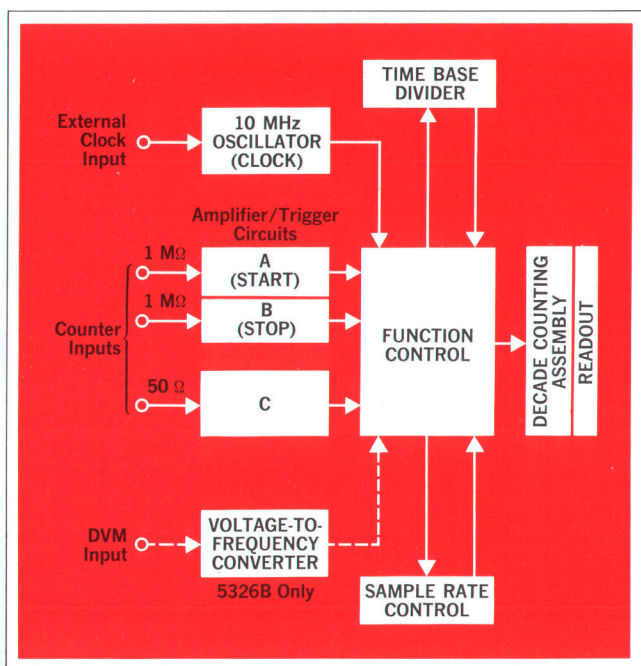 TIME BASE
DIVIDER
External
Clock
Input
10 MHz
OSCILLATOR
(CLOCK)
Amplifier/Trigger
Circuits
1 MΩ
A
(START)
1 MΩ
B
(STOP)
Counter
Inputs
50 Ω
C
FUNCTION
CONTROL
DECADE COUNTING
ASSEMBLY
READOUT
DVM
Input
VOLTAGE-TO-
FREQUENCY
CONVERTER
5326B Only
SAMPLE RATE
CONTROL